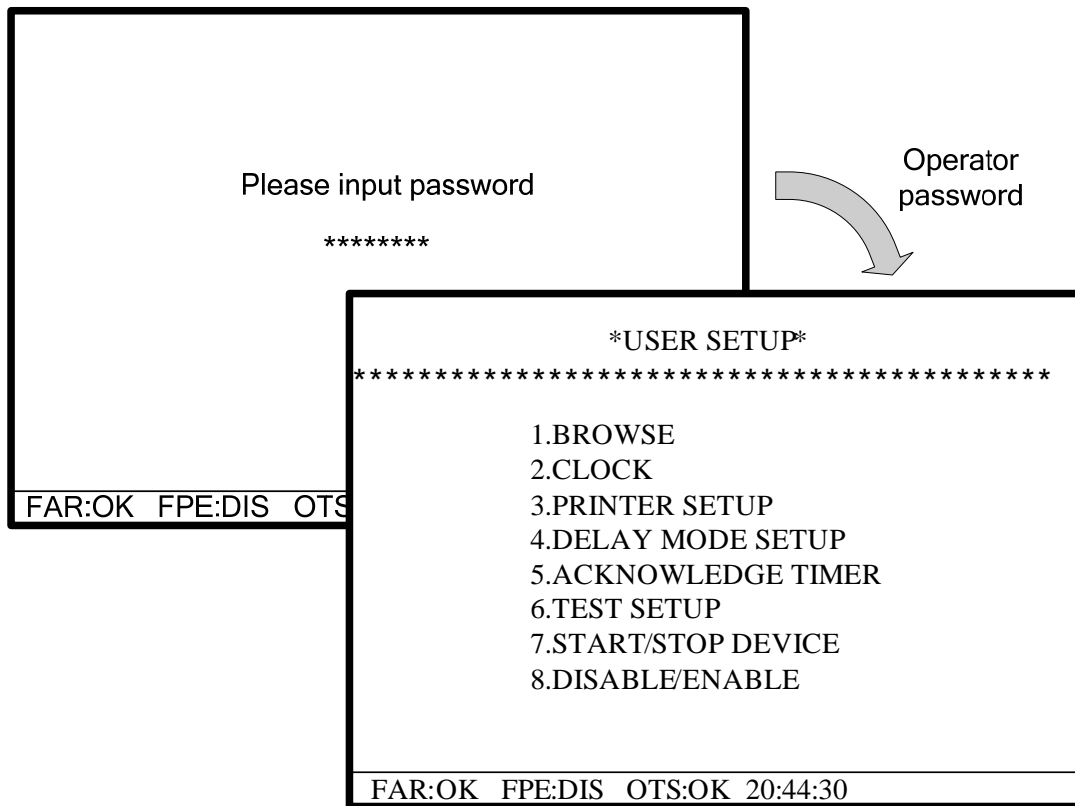 Please input password
********
FAR:OK FPE:DIS OTS
Operator
password
*USER SETUP*
*******************************************
1.BROWSE
2.CLOCK
3.PRINTER SETUP
4.DELAY MODE SETUP
5.ACKNOWLEDGE TIMER
6.TEST SETUP
7.START/STOP DEVICE
8.DISABLE/ENABLE
FAR:OK FPE:DIS OTS:OK 20:44:30